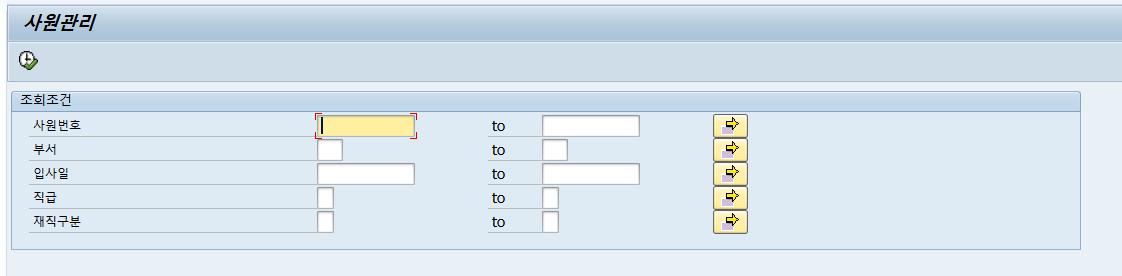 사원관리
조회조건
사원번호 to
부서 to
입사일 to
직급 to
재직구분 to